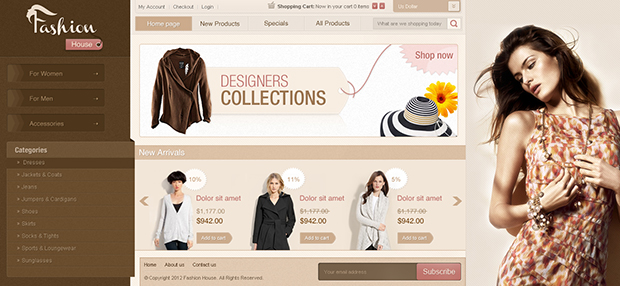 Fashion
House
For Women
For Men
Accessories
Categories
Dresses
Jackets & Coats
Jeans
Jumpers & Cardigans
Shoes
Skirts
Socks & Tights
Sports & Loungewear
Sunglasses
My Account | Checkout | Login
Shopping Cart: Now in your cart 0 items
Us Dollar
Home page
New Products
Specials
All Products
What are we shopping today
DESIGNERS
COLLECTIONS
Shop now
New Arrivals
10%
Dolor sit amet
$1,177.00
$942.00
Add to cart
11%
Dolor sit amet
$1,177.00
$942.00
Add to cart
5%
Dolor sit amet
$1,177.00
$942.00
Add to cart
Home About us Contact us
© Copyright 2012 Fashion House. All Rights Reserved.
Your email address
Subscribe